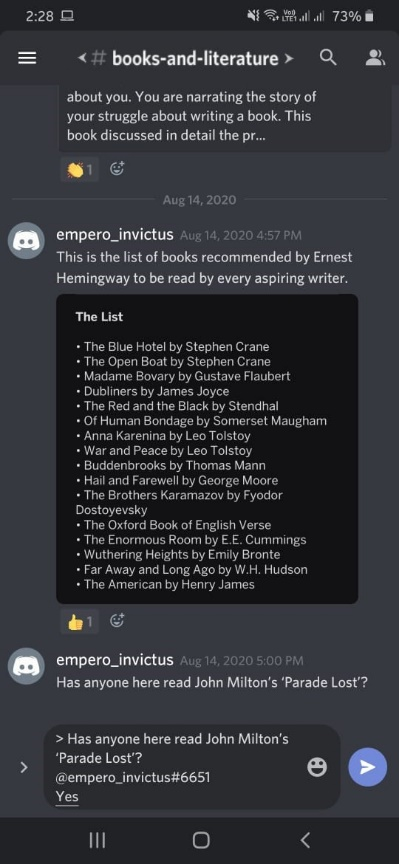 2:28 73%
# books-and-literature
about you. You are narrating the story of
your struggle about writing a book. This
book discussed in detail the pr...
1
Aug 14, 2020
empero_invictus Aug 14, 2020 4:57 PM
This is the list of books recommended by Ernest
Hemingway to be read by every aspiring writer.
The List
• The Blue Hotel by Stephen Crane
• The Open Boat by Stephen Crane
• Madame Bovary by Gustave Flaubert
• Dubliners by James Joyce
• The Red and the Black by Stendhal
• Of Human Bondage by Somerset Maugham
• Anna Karenina by Leo Tolstoy
• War and Peace by Leo Tolstoy
• Buddenbrooks by Thomas Mann
• Hail and Farewell by George Moore
• The Brothers Karamazov by Fyodor
Dostoyevsky
• The Oxford Book of English Verse
• The Enormous Room by E.E. Cummings
• Wuthering Heights by Emily Bronte
• Far Away and Long Ago by W.H. Hudson
• The American by Henry James
1
empero_invictus Aug 14, 2020 5:00 PM
Has anyone here read John Milton's 'Parade Lost'?
> Has anyone here read John Milton's
'Parade Lost'?
@empero_invictus#6651
Yes